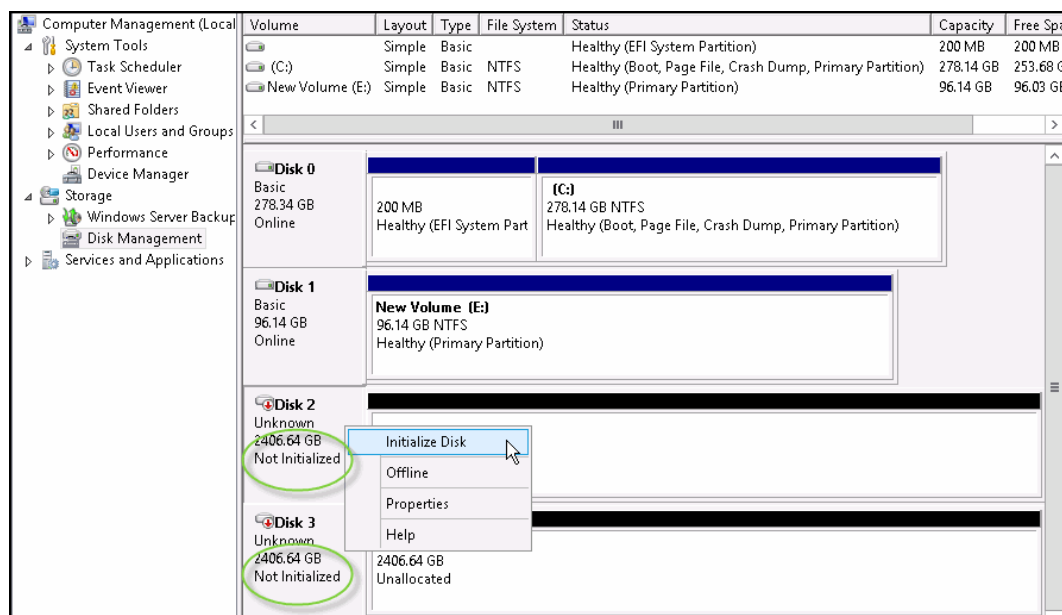 Computer Management (Local
System Tools
Task Scheduler
Event Viewer
Shared Folders
Local Users and Groups
Performance
Device Manager
Storage
Windows Server Backup
Disk Management
Services and Applications
Volume Layout Type File System Status Capacity Free Spa
Simple Basic Healthy (EFI System Partition) 200 MB 200 MB
(C:) Simple Basic NTFS Healthy (Boot, Page File, Crash Dump, Primary Partition) 278.14 GB 253.68 G
New Volume (E:) Simple Basic NTFS Healthy (Primary Partition) 96.14 GB 96.03 GB
Disk 0
Basic
278.34 GB
Online
200 MB
Healthy (EFI System Part
(C:)
278.14 GB NTFS
Healthy (Boot, Page File, Crash Dump, Primary Partition)
Disk 1
Basic
96.14 GB
Online
New Volume (E:)
96.14 GB NTFS
Healthy (Primary Partition)
Disk 2
Unknown
2406.64 GB
Not Initialized
Initialize Disk
Offline
Properties
Help
Disk 3
Unknown
2406.64 GB
Not Initialized
2406.64 GB
Unallocated